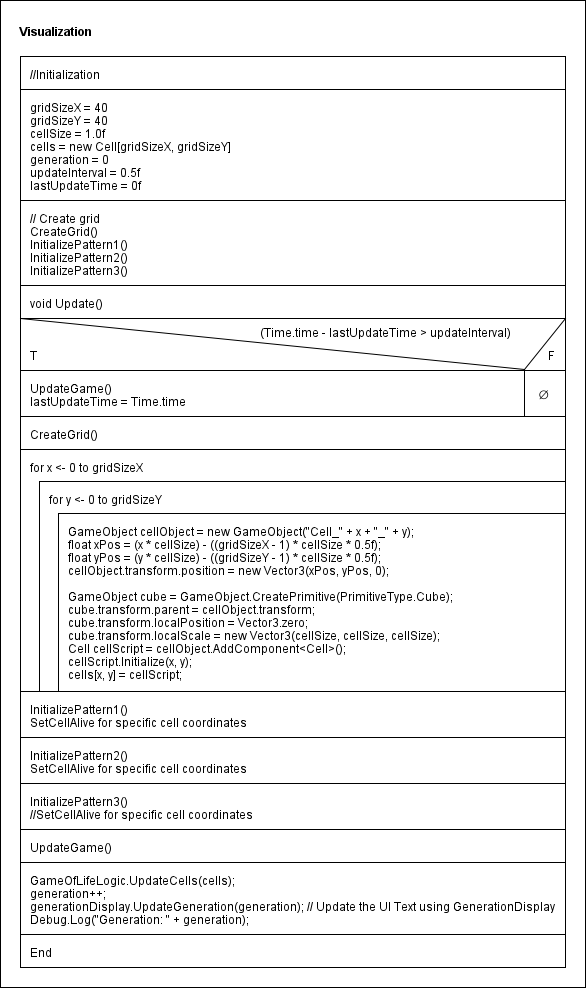 Visualization
//Initialization
gridSizeX = 40
gridSizeY = 40
cellSize = 1.0f
cells = new Cell[gridSizeX, gridSizeY]
generation = 0
updateInterval = 0.5f
lastUpdateTime = 0f
// Create grid
CreateGrid()
InitializePattern1()
InitializePattern2()
InitializePattern3()
void Update()
(Time.time - lastUpdateTime > updateInterval)
T
F
UpdateGame()
lastUpdateTime = Time.time
∅
CreateGrid()
for x <- 0 to gridSizeX
for y <- 0 to gridSizeY
GameObject cellObject = new GameObject("Cell_" + x + "_" + y);
float xPos = (x * cellSize) - ((gridSizeX - 1) * cellSize * 0.5f);
float yPos = (y * cellSize) - ((gridSizeY - 1) * cellSize * 0.5f);
cellObject.transform.position = new Vector3(xPos, yPos, 0);
GameObject cube = GameObject.CreatePrimitive(PrimitiveType.Cube);
cube.transform.parent = cellObject.transform;
cube.transform.localPosition = Vector3.zero;
cube.transform.localScale = new Vector3(cellSize, cellSize, cellSize);
Cell cellScript = cellObject.AddComponent<Cell>();
cellScript.Initialize(x, y);
cells[x, y] = cellScript;
InitializePattern1()
SetCellAlive for specific cell coordinates
InitializePattern2()
SetCellAlive for specific cell coordinates
InitializePattern3()
//SetCellAlive for specific cell coordinates
UpdateGame()
GameOfLifeLogic.UpdateCells(cells);
generation++;
generationDisplay.UpdateGeneration(generation); // Update the UI Text using GenerationDisplay
Debug.Log("Generation: " + generation);
End